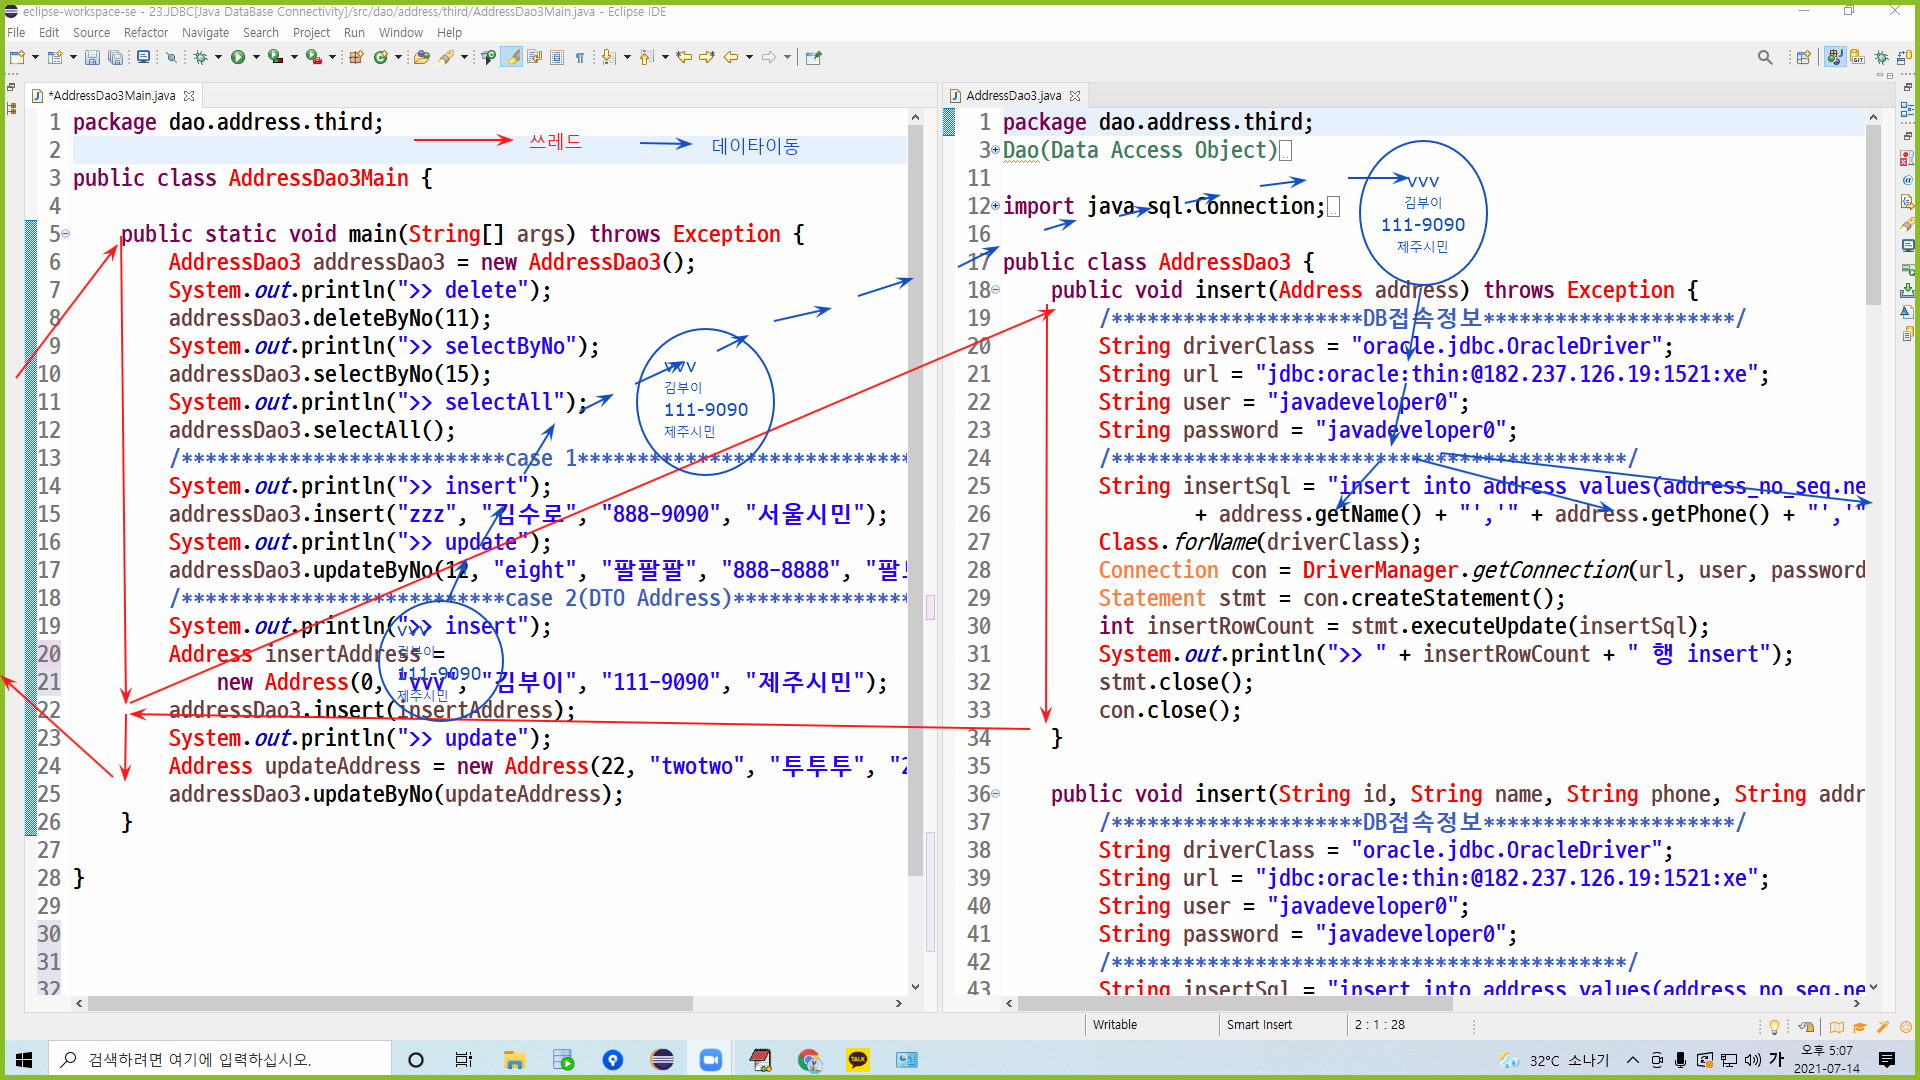 eclipse-workspace-se - 23.JDBC[Java DataBase Connectivity]/src/dao/address/third/AddressDao3Main.java - Eclipse IDE
File Edit Source Refactor Navigate Search Project Run Window Help
*AddressDao3Main.java
1 package dao.address.third;
쓰레드
데이타이동
2
3 public class AddressDao3Main {
4
5 public static void main(String[] args) throws Exception {
6 AddressDao3 addressDao3 = new AddressDao3();
7 System.out.println(">> delete");
8 addressDao3.deleteByNo(11);
9 System.out.println(">> selectByNo");
10 addressDao3.selectByNo(15);
11 System.out.println(">> selectAll");
12 addressDao3.selectAll();
13 /***************************case 1****************************
14 System.out.println(">> insert");
15 addressDao3.insert("zzz", "김수로", "888-9090", "서울시민");
16 System.out.println(">> update");
17 addressDao3.updateByNo(12, "eight", "팔팔팔", "888-8888", "팔
18 /***************************case 2(DTO Address)***************
19 System.out.println(">> insert");
20 Address insertAddress =
21 new Address(0, "vvv", "김부이", "111-9090", "제주시민");
22 addressDao3.insert(insertAddress);
23 System.out.println(">> update");
24 Address updateAddress = new Address(22, "twotwo", "투투투", "2
25 addressDao3.updateByNo(updateAddress);
26 }
27
28 }
29
30
31
32
vvv
김부이
111-9090
제주시민
vvv
김부이
111-9090
제주시민
AddressDao3.java
1 package dao.address.third;
3 Dao(Data Access Object)
11
12 import java.sql.Connection;
16
17 public class AddressDao3 {
18 public void insert(Address address) throws Exception {
19 /*********************DB접속정보*********************/
20 String driverClass = "oracle.jdbc.OracleDriver";
21 String url = "jdbc:oracle:thin:@182.237.126.19:1521:xe";
22 String user = "javadeveloper0";
23 String password = "javadeveloper0";
24 /*******************************************/
25 String insertSql = "insert into address values(address_no_seq.ne
26 + address.getName() + "','" + address.getPhone() + "','"
27 Class.forName(driverClass);
28 Connection con = DriverManager.getConnection(url, user, password
29 Statement stmt = con.createStatement();
30 int insertRowCount = stmt.executeUpdate(insertSql);
31 System.out.println(">> " + insertRowCount + " 행 insert");
32 stmt.close();
33 con.close();
34 }
35
36 public void insert(String id, String name, String phone, String addr
37 /*********************DB접속정보*********************/
38 String driverClass = "oracle.jdbc.OracleDriver";
39 String url = "jdbc:oracle:thin:@182.237.126.19:1521:xe";
40 String user = "javadeveloper0";
41 String password = "javadeveloper0";
42 /*******************************************/
43 String insertSql = "insert into address values(address_no_seq.ne
vvv
김부이
111-9090
제주시민
Writable Smart Insert 2 : 1 : 28
검색하려면 여기에 입력하십시오.
TALK
32°C 소나기
가
오후 5:07
2021-07-14